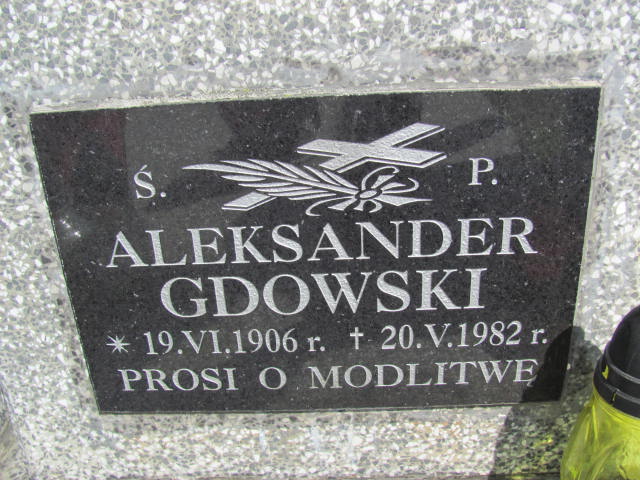 Ś. P.
ALEKSANDER
GDOWSKI
* 19.VI.1906 r. † 20.V.1982 r.
PROSI O MODLITWĘ